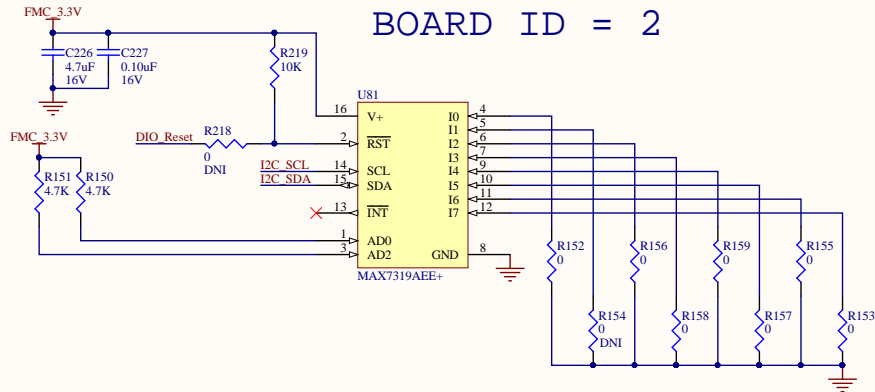 BOARD ID = 2
FMC_3.3V
C226
4.7uF
16V
C227
0.10uF
16V
R219
10K
U81
16
V+
DIO_Reset
R218
0
DNI
2
RST
FMC_3.3V
I2C_SCL
14
SCL
I2C_SDA
15
SDA
R151
4.7K
R150
4.7K
13
INT
1
AD0
3
AD2
I0
4
I1
5
I2
6
I3
7
I4
9
I5
10
I6
11
I7
12
GND
8
MAX7319AEE+
R152
0
R156
0
R159
0
R155
0
R154
0
DNI
R158
0
R157
0
R153
0